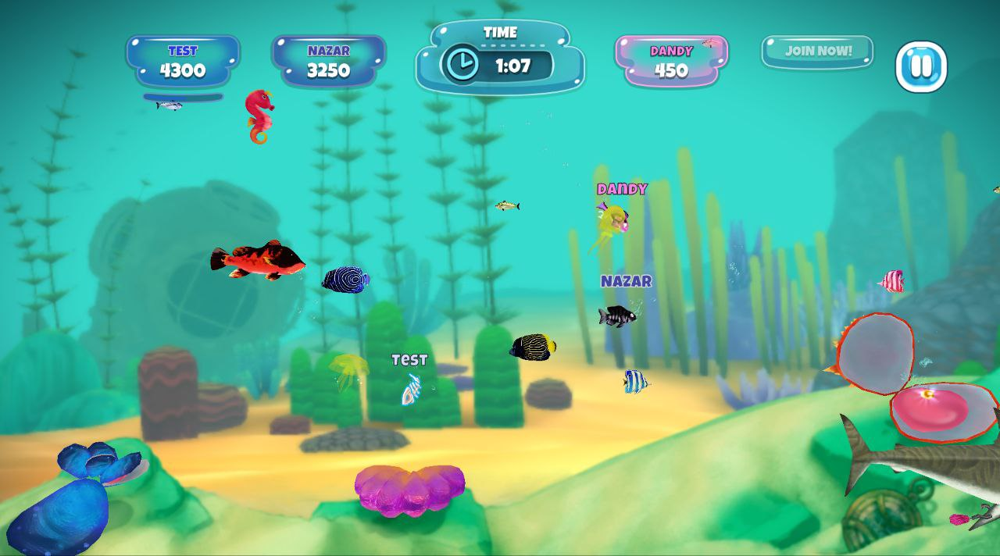 TEST
4300
NAZAR
3250
TIME
1:07
DANDY
450
JOIN NOW!
DANDY
NAZAR
TEST